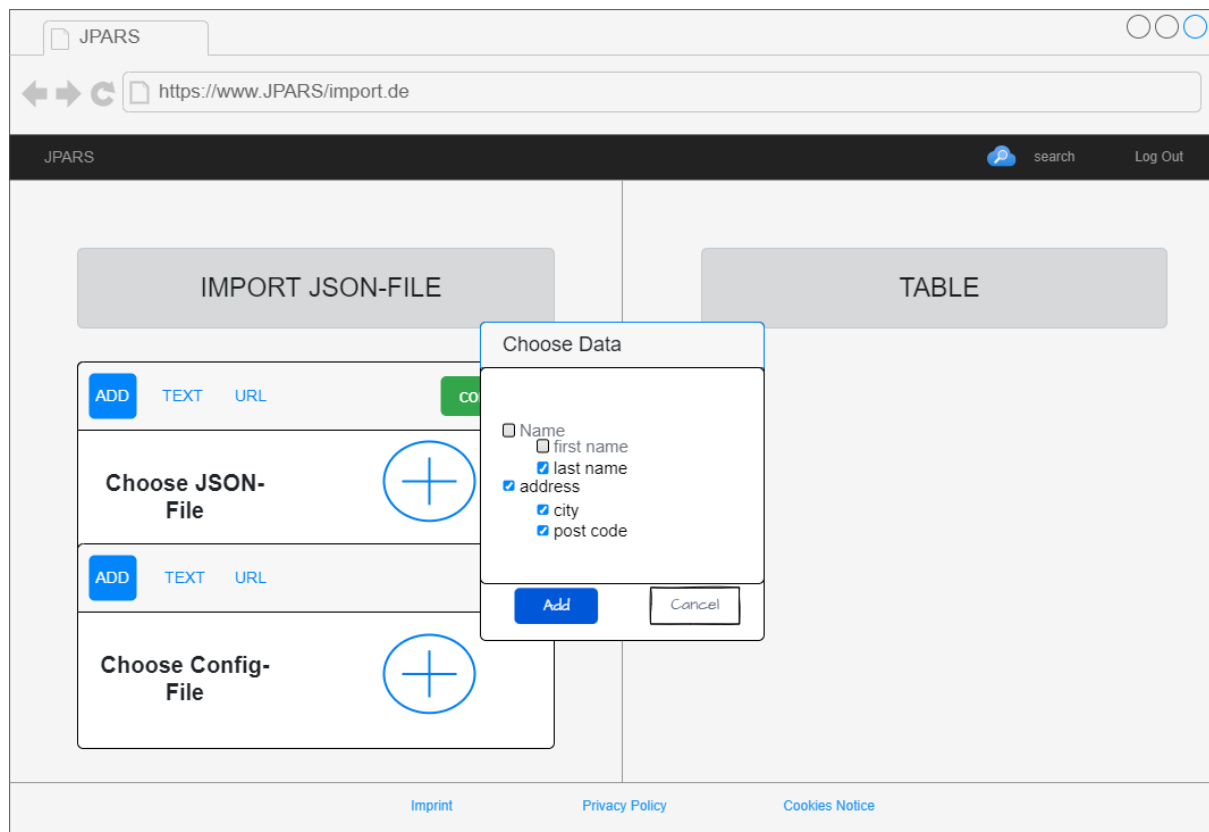 JPARS
https://www.JPARS/import.de
JPARS
search
Log Out
IMPORT JSON-FILE
TABLE
ADD
TEXT
URL
Choose JSON-
File
ADD
TEXT
URL
Choose Config-
File
Choose Data
Name
first name
last name
address
city
post code
Add
Cancel
Imprint
Privacy Policy
Cookies Notice